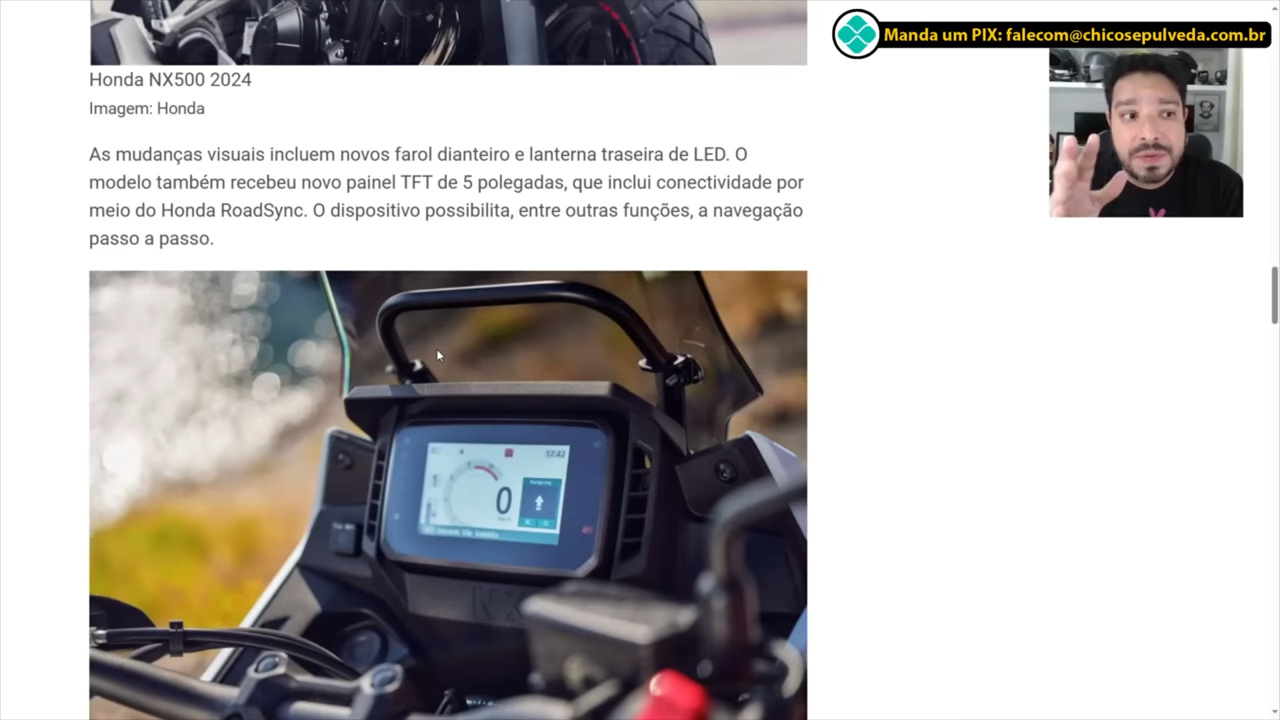 Manda um PIX: falecom@chicosepulveda.com.br
Honda NX500 2024
Imagem: Honda
As mudanças visuais incluem novos farol dianteiro e lanterna traseira de LED. O
modelo também recebeu novo painel TFT de 5 polegadas, que inclui conectividade por
meio do Honda RoadSync. O dispositivo possibilita, entre outras funções, a navegação
passo a passo.
12:42
0
NX